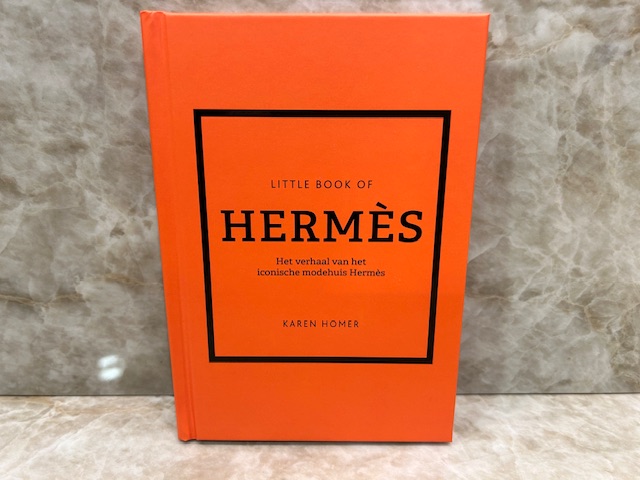 LITTLE BOOK OF
HERMÈS
Het verhaal van het
iconische modehuis Hermès
KAREN HOMER